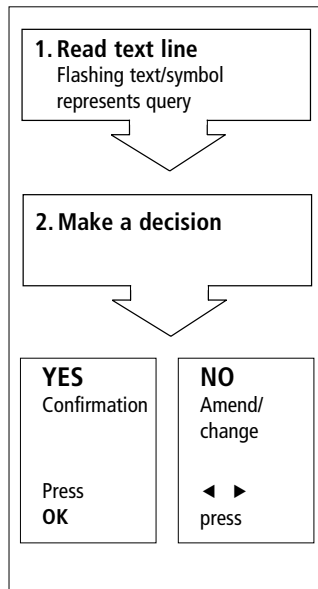 1. Read text line
Flashing text/symbol
represents query
2. Make a decision
YES
Confirmation
Press
OK
NO
Amend/
change
◄ ►
press